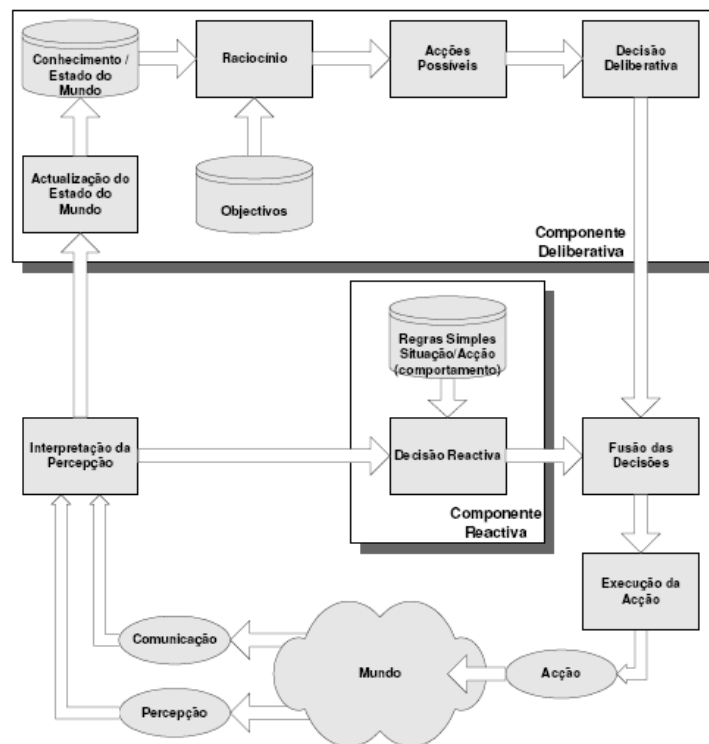 Conhecimento /
Estado do
Mundo
Raciocínio
Acções
Possíveis
Decisão
Deliberativa
Actualização do
Estado do
Mundo
Objectivos
Componente
Deliberativa
Regras Simples
Situação/Acção
(comportamento)
Interpretação da
Percepção
Decisão Reactiva
Fusão das
Decisões
Componente
Reactiva
Execução da
Acção
Comunicação
Mundo
Acção
Percepção